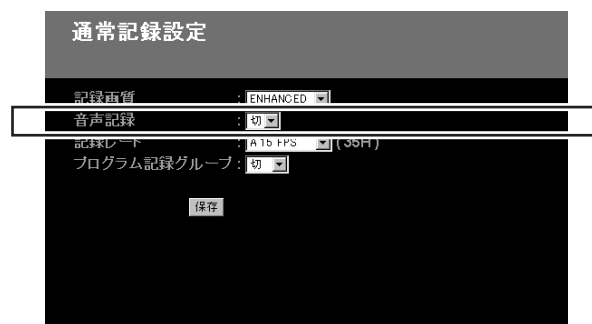 通常記録設定
記録画質 : ENHANCED
音声記録 : 切
記録レート : A 15 FPS (35H)
プログラム記録グループ : 切
保存